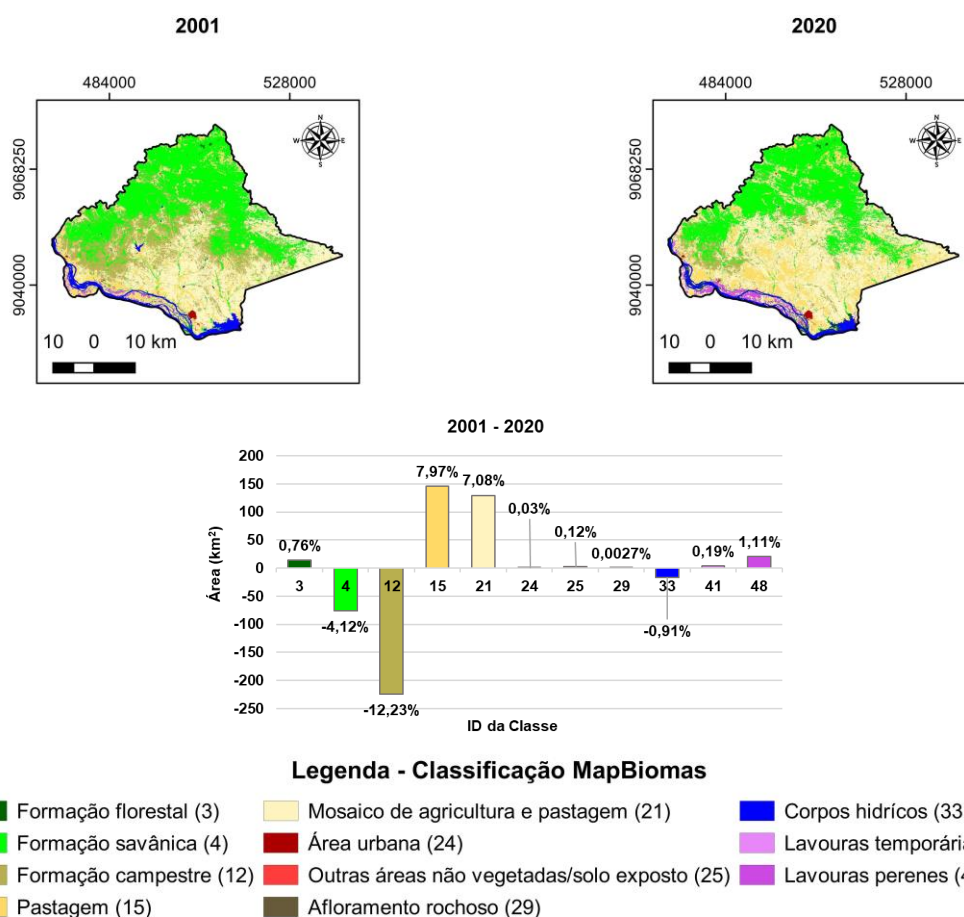 2001
2020
484000 528000
484000 528000
9068250
9040000
9068250
9040000
N
W E
S
N
W E
S
10 0 10 km
10 0 10 km
2001 - 2020
Área (km²)
200
150
100
50
0
-50
-100
-150
-200
-250
0,76%
-4,12%
-12,23%
7,97%
7,08%
0,03%
0,12%
0,0027%
-0,91%
0,19%
1,11%
3 4 12 15 21 24 25 29 33 41 48
ID da Classe
Legenda - Classificação MapBiomas
Formação florestal (3)
Formação savânica (4)
Formação campestre (12)
Pastagem (15)
Mosaico de agricultura e pastagem (21)
Área urbana (24)
Outras áreas não vegetadas/solo exposto (25)
Afloramento rochoso (29)
Corpos hidrícos (33
Lavouras temporária
Lavouras perenes (4